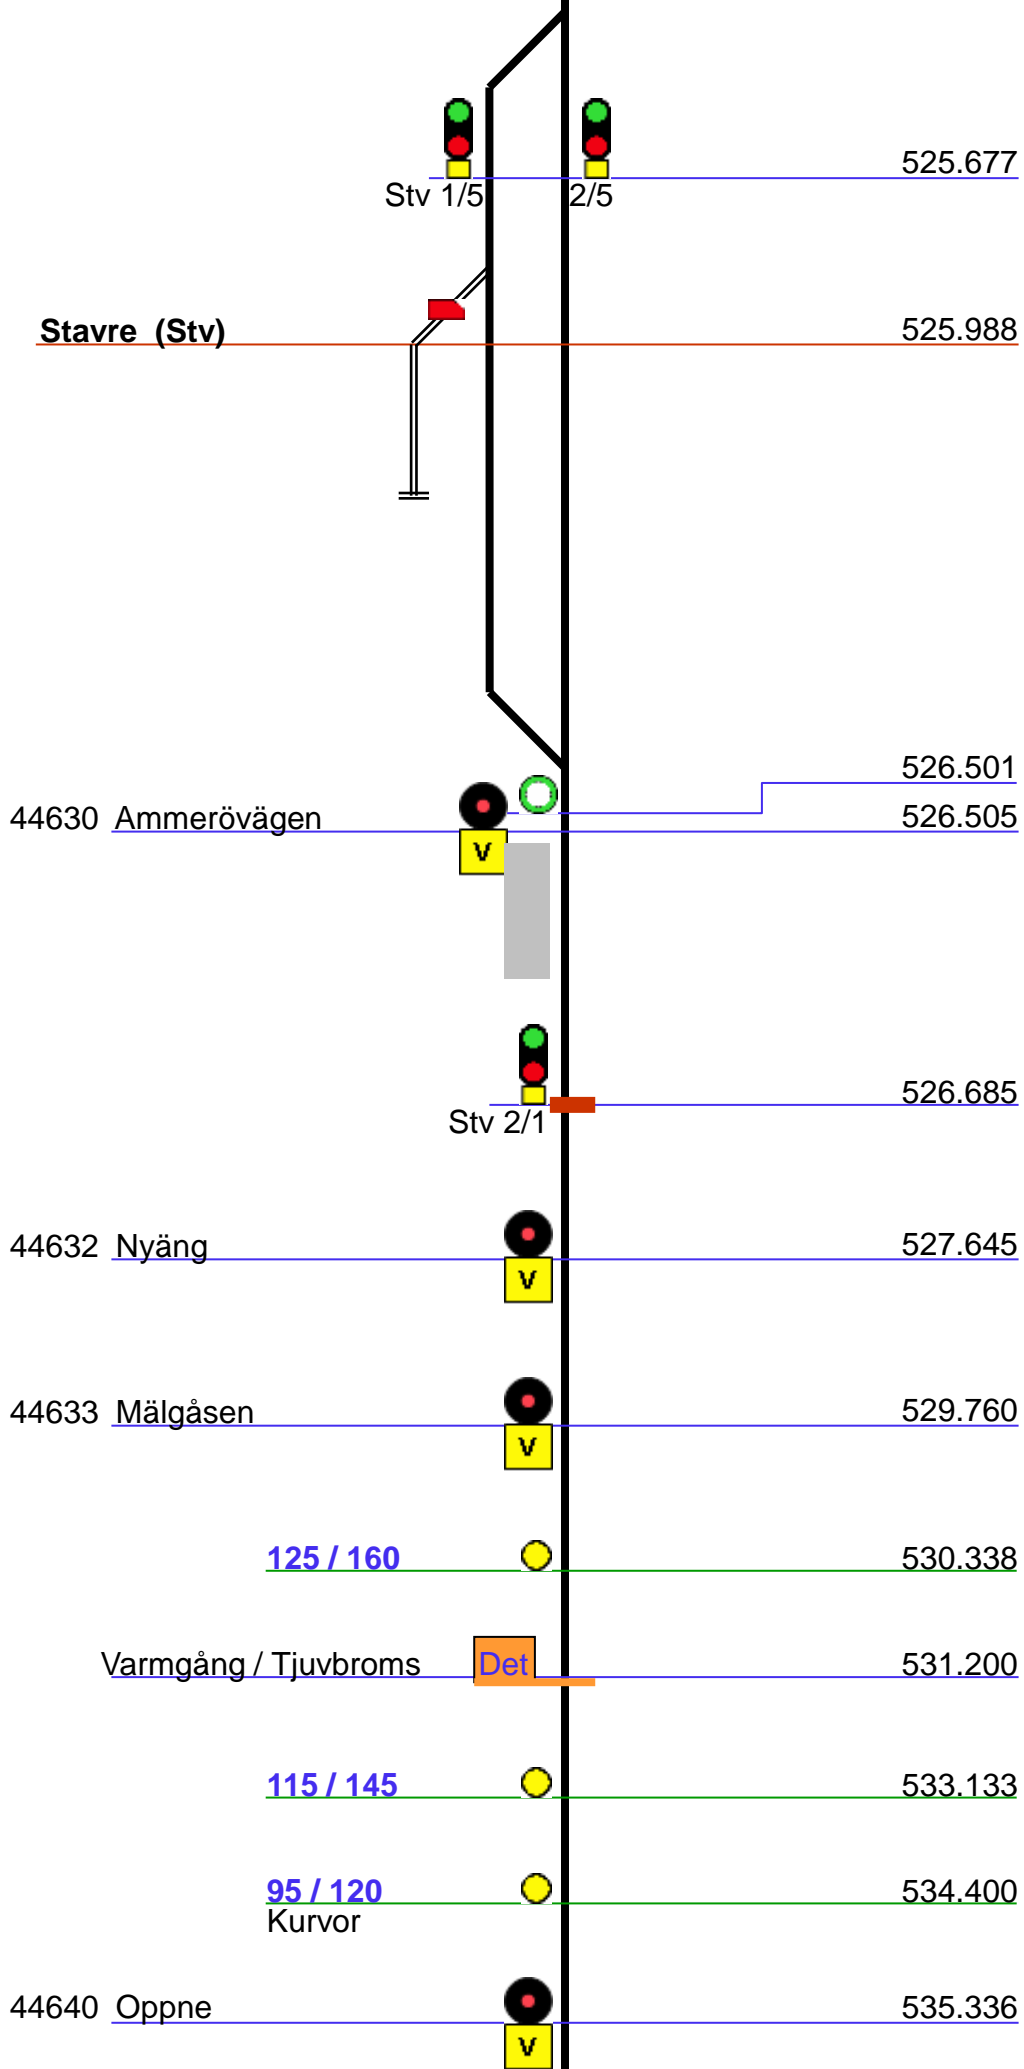 525.677
Stv 1/5 2/5
Stavre (Stv) 525.988
526.501
44630 Ammerövägen 526.505
V
526.685
Stv 2/1
44632 Nyäng 527.645
V
44633 Mälgåsen 529.760
V
125 / 160 530.338
Varmgång / Tjuvbroms Det 531.200
115 / 145 533.133
95 / 120 534.400
Kurvor
44640 Oppne 535.336
V